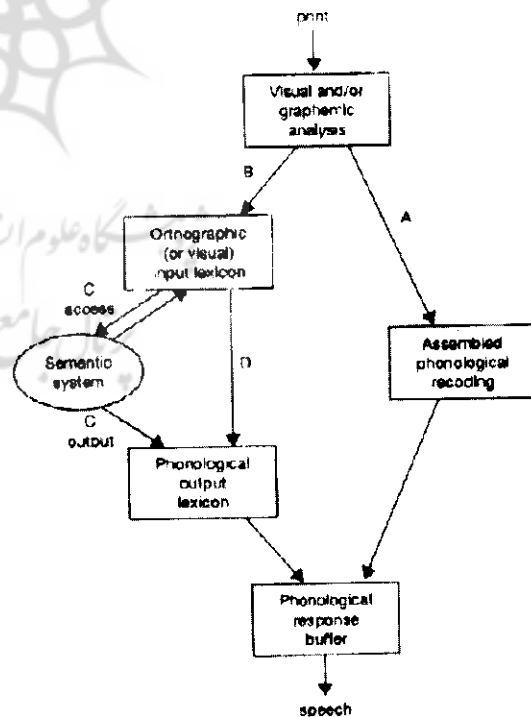 print
Visual and/or
graphemic
analysis
B
A
Orthographic
(or visual)
input lexicon
C
access
D
Semantic
system
Assembled
phonological
recoding
C
output
Phonological
output
lexicon
Phonological
response
buffer
speech